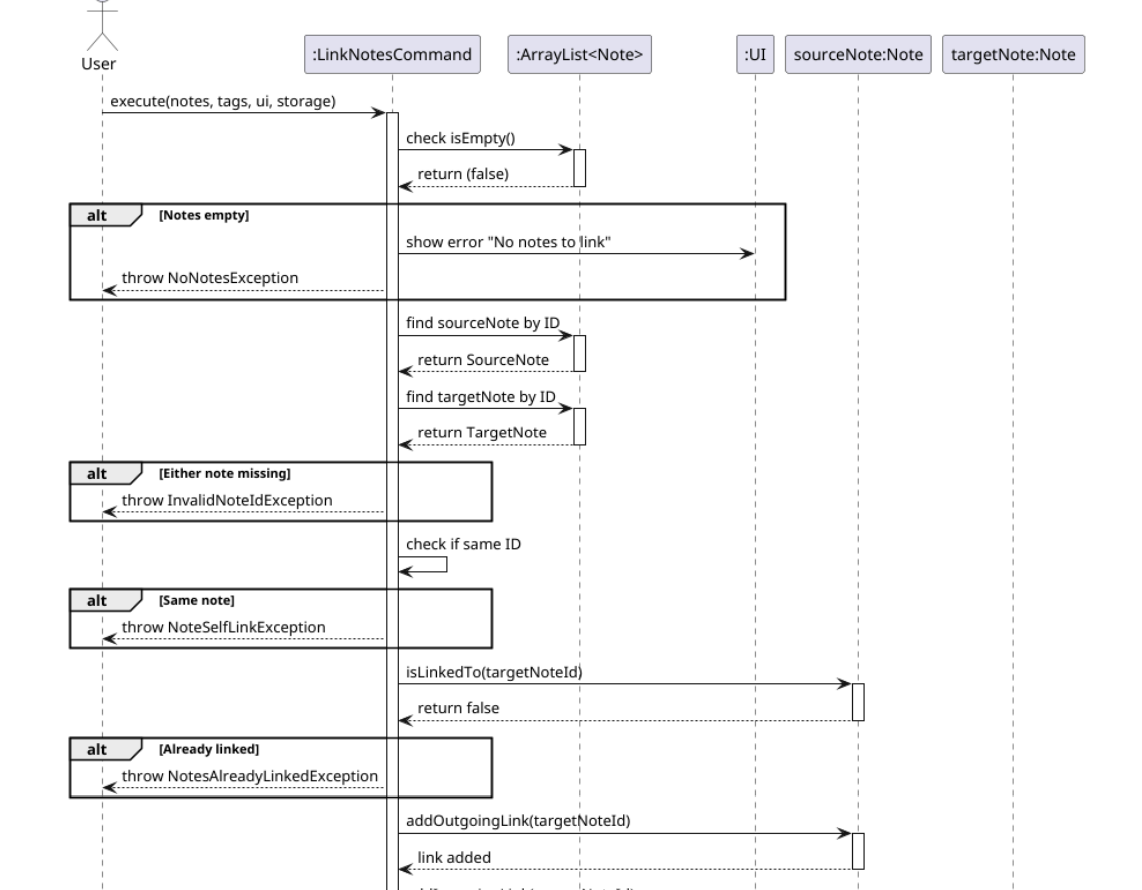 User
:LinkNotesCommand
:ArrayList<Note>
:UI
sourceNote:Note
targetNote:Note
execute(notes, tags, ui, storage)
check isEmpty()
return (false)
alt [Notes empty]
show error "No notes to link"
throw NoNotesException
find sourceNote by ID
return SourceNote
find targetNote by ID
return TargetNote
alt [Either note missing]
throw InvalidNoteIdException
check if same ID
alt [Same note]
throw NoteSelfLinkException
isLinkedTo(targetNoteId)
return false
alt [Already linked]
throw NotesAlreadyLinkedException
addOutgoingLink(targetNoteId)
link added